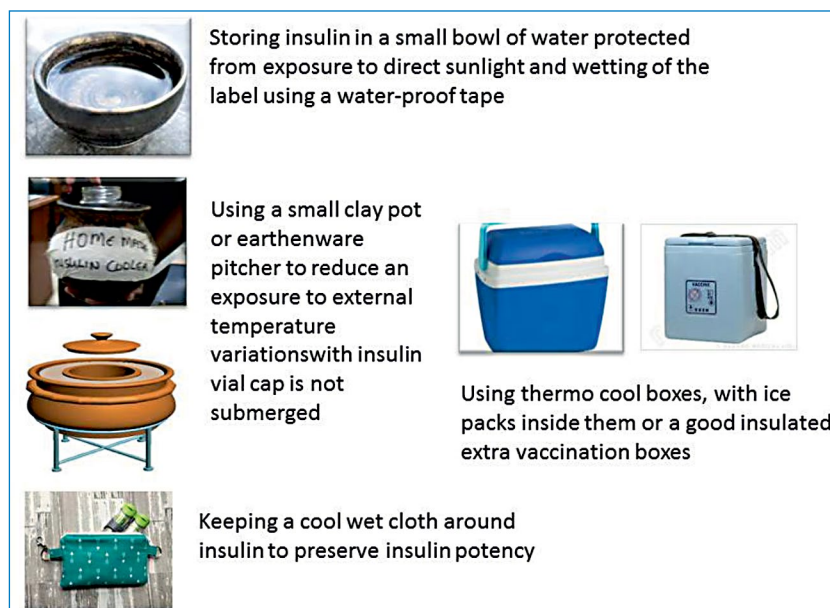 Storing insulin in a small bowl of water protected
from exposure to direct sunlight and wetting of the
label using a water-proof tape
HOME MADE
INSULIN COOLER
Using a small clay pot
or earthenware
pitcher to reduce an
exposure to external
temperature
variationswith insulin
vial cap is not
submerged
VACCINE
Using thermo cool boxes, with ice
packs inside them or a good insulated
extra vaccination boxes
Keeping a cool wet cloth around
insulin to preserve insulin potency